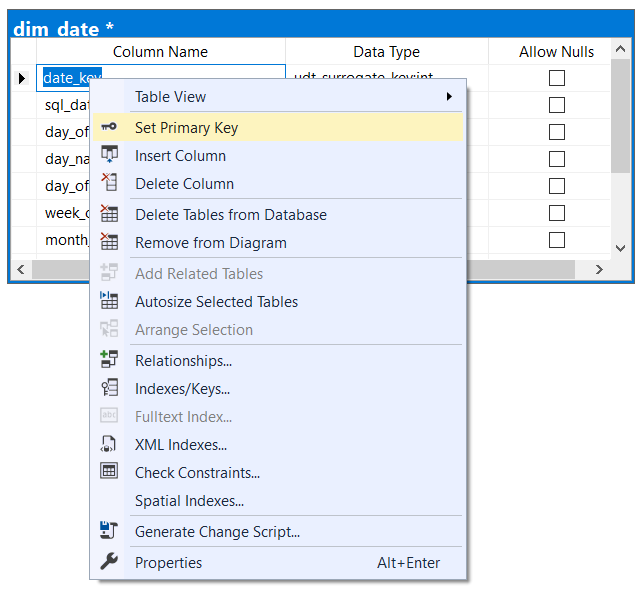 dim_date *
Column Name Data Type Allow Nulls
date_key
sql_dat
day_of
day_na
day_of
week_o
month_
Table View
Set Primary Key
Insert Column
Delete Column
Delete Tables from Database
Remove from Diagram
Add Related Tables
Autosize Selected Tables
Arrange Selection
Relationships...
Indexes/Keys...
abc Fulltext Index...
XML Indexes...
Check Constraints...
Spatial Indexes...
Generate Change Script...
Properties Alt+Enter